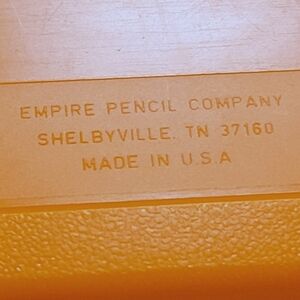 EMPIRE PENCIL COMPANY
SHELBYVILLE, TN 37160
MADE IN U.S.A